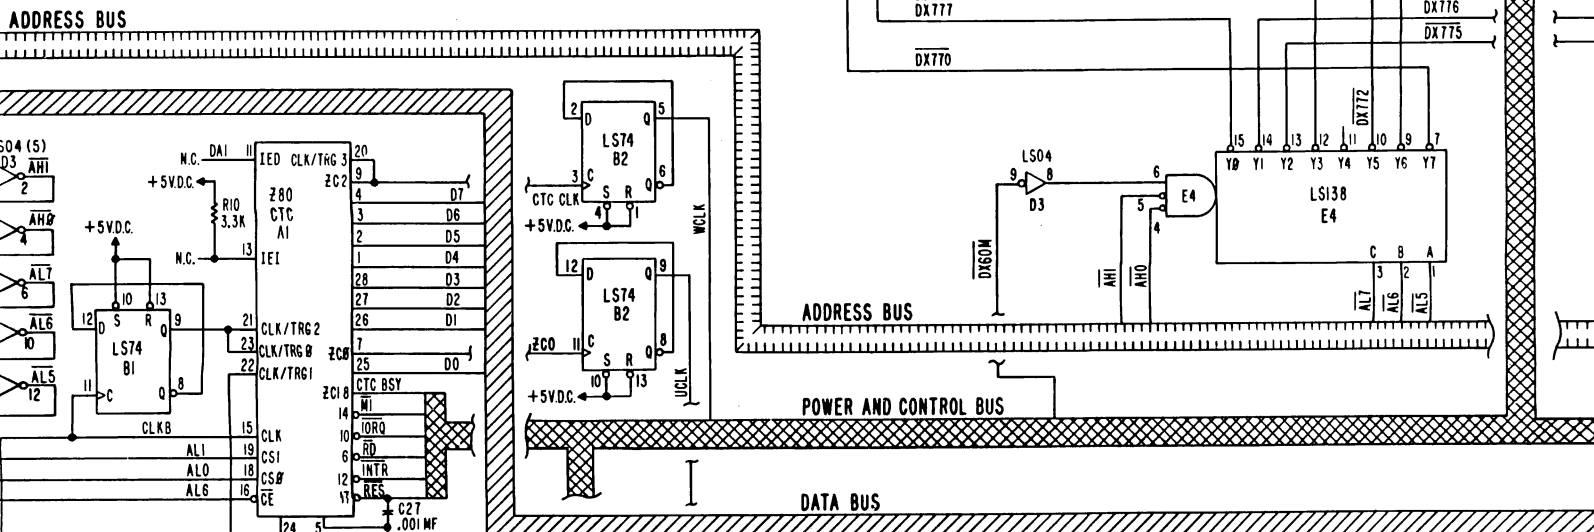 ADDRESS BUS
DX777
DX776
DX775
DX770
DX772
S04 (5)
D3
AH1
2
AH0
4
AL7
6
AL6
10
AL5
12
N.C.
DA1
11
IED
CLK/TRG 3
20
+5V.D.C.
R10
3.3K
N.C.
13
IEI
Z80
CTC
A1
ZC2
9
4
D7
3
D6
2
D5
1
D4
28
D3
27
D2
26
D1
ZC0
7
25
D0
+5V.D.C.
10
13
S
R
12
D
Q
9
LS74
B1
11
C
Q
8
21
CLK/TRG2
23
CLK/TRG0
22
CLK/TRG1
ZC1 8
CTC BSY
14
M1
10
IORQ
6
RD
12
INTR
17
RES
CLKB
15
CLK
AL1
19
CS1
AL0
18
CS0
AL6
16
CE
24
5
C27
.001MF
2
D
Q
5
LS74
B2
3
C
CTC CLK
Q
6
S
R
4
1
+5V.D.C.
12
D
Q
9
LS74
B2
ZC0
11
C
Q
8
S
R
10
13
+5V.D.C.
WCLK
UCLK
LS04
9
8
D3
DX60M
6
5
4
E4
AH1
AH0
15
14
13
12
11
10
9
7
Y0
Y1
Y2
Y3
Y4
Y5
Y6
Y7
LS138
E4
C
B
A
3
2
1
AL7
AL6
AL5
ADDRESS BUS
POWER AND CONTROL BUS
DATA BUS